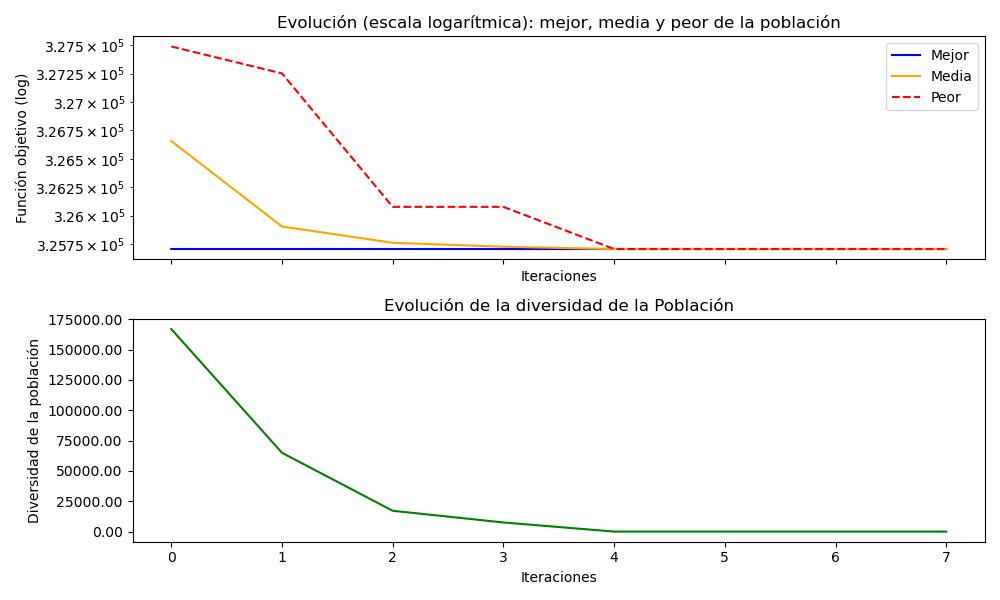 Evolución (escala logarítmica): mejor, media y peor de la población
Función objetivo (log)
3.275 × 10⁵
3.2725 × 10⁵
3.27 × 10⁵
3.2675 × 10⁵
3.265 × 10⁵
3.2625 × 10⁵
3.26 × 10⁵
3.2575 × 10⁵
Mejor
Media
Peor
Iteraciones
Evolución de la diversidad de la Población
Diversidad de la población
175000.00
150000.00
125000.00
100000.00
75000.00
50000.00
25000.00
0.00
0 1 2 3 4 5 6 7
Iteraciones